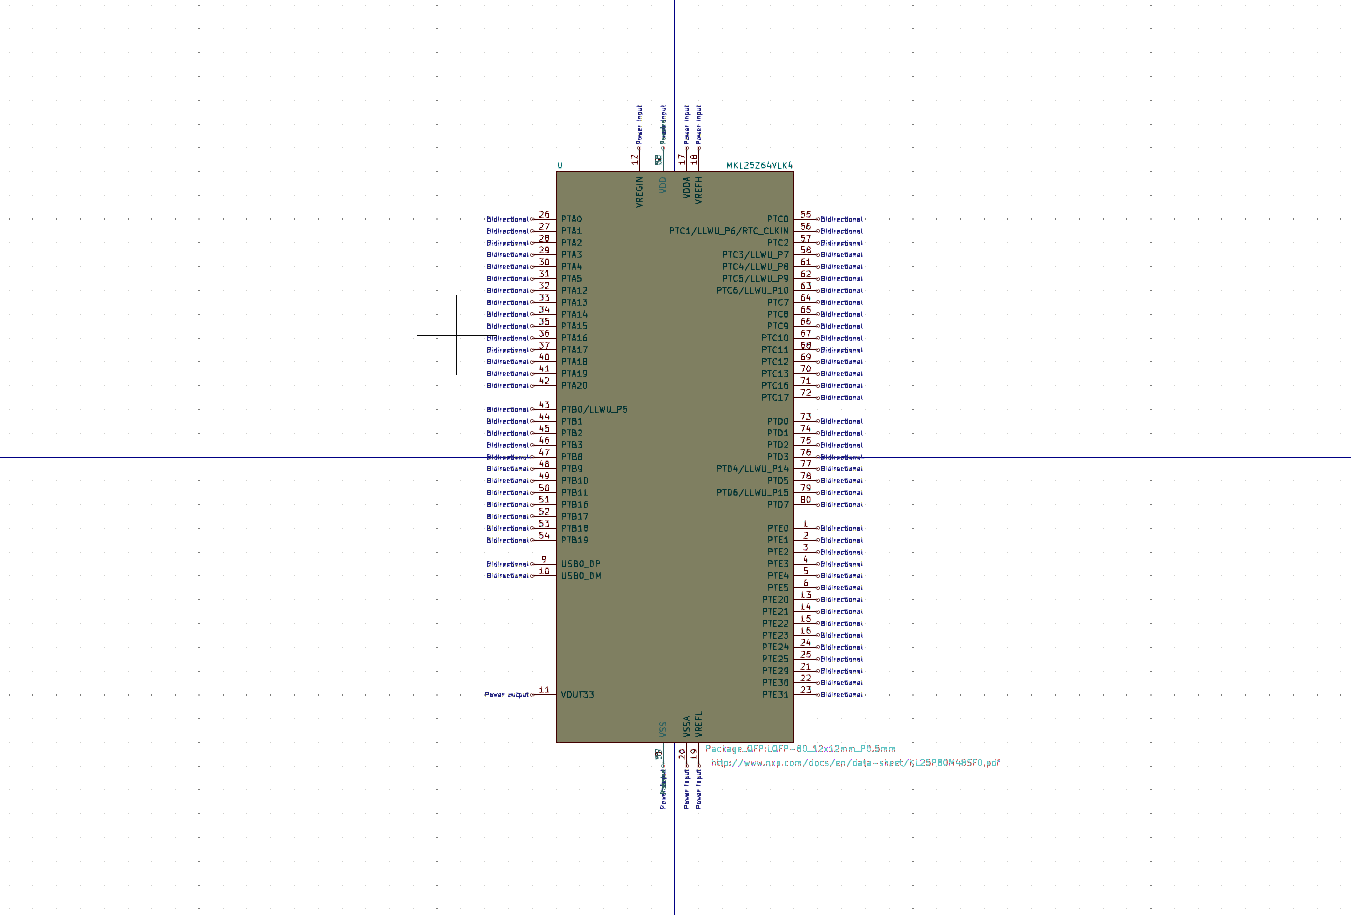 Power input
Power input
Power input
12
17
18
U
MKL25Z64VLK4
VREGIN
VDD
VDDA
VREFH
Bidirectional 26 PTA0 PTC0 55 Bidirectional
Bidirectional 27 PTA1 PTC1/LLWU_P6/RTC_CLKIN 56 Bidirectional
Bidirectional 28 PTA2 PTC2 57 Bidirectional
Bidirectional 29 PTA3 PTC3/LLWU_P7 58 Bidirectional
Bidirectional 30 PTA4 PTC4/LLWU_P8 61 Bidirectional
Bidirectional 31 PTA5 PTC5/LLWU_P9 62 Bidirectional
Bidirectional 32 PTA12 PTC6/LLWU_P10 63 Bidirectional
Bidirectional 33 PTA13 PTC7 64 Bidirectional
Bidirectional 34 PTA14 PTC8 65 Bidirectional
Bidirectional 35 PTA15 PTC9 66 Bidirectional
Bidirectional 36 PTA16 PTC10 67 Bidirectional
Bidirectional 37 PTA17 PTC11 68 Bidirectional
Bidirectional 40 PTA18 PTC12 69 Bidirectional
Bidirectional 41 PTA19 PTC13 70 Bidirectional
Bidirectional 42 PTA20 PTC16 71 Bidirectional
PTC17 72 Bidirectional
Bidirectional 43 PTB0/LLWU_P5
Bidirectional 44 PTB1 PTD0 73 Bidirectional
Bidirectional 45 PTB2 PTD1 74 Bidirectional
Bidirectional 46 PTB3 PTD2 75 Bidirectional
Bidirectional 47 PTB8 PTD3 76 Bidirectional
Bidirectional 48 PTB9 PTD4/LLWU_P14 77 Bidirectional
Bidirectional 49 PTB10 PTD5 78 Bidirectional
Bidirectional 50 PTB11 PTD6/LLWU_P15 79 Bidirectional
Bidirectional 51 PTB16 PTD7 80 Bidirectional
Bidirectional 52 PTB17
Bidirectional 53 PTB18 PTE0 1 Bidirectional
Bidirectional 54 PTB19 PTE1 2 Bidirectional
PTE2 3 Bidirectional
Bidirectional 9 USB0_DP PTE3 4 Bidirectional
Bidirectional 10 USB0_DM PTE4 5 Bidirectional
PTE5 6 Bidirectional
PTE20 13 Bidirectional
PTE21 14 Bidirectional
PTE22 15 Bidirectional
PTE23 16 Bidirectional
PTE24 24 Bidirectional
PTE25 25 Bidirectional
PTE29 21 Bidirectional
PTE30 22 Bidirectional
Power output 11 VOUT33 PTE31 23 Bidirectional
VSS
VSSA
VREFL
20
19
Power input
Power input
Package_QFP:LQFP-80_12x12mm_P0.5mm
http://www.nxp.com/docs/en/data-sheet/KL25P80M48SF0.pdf